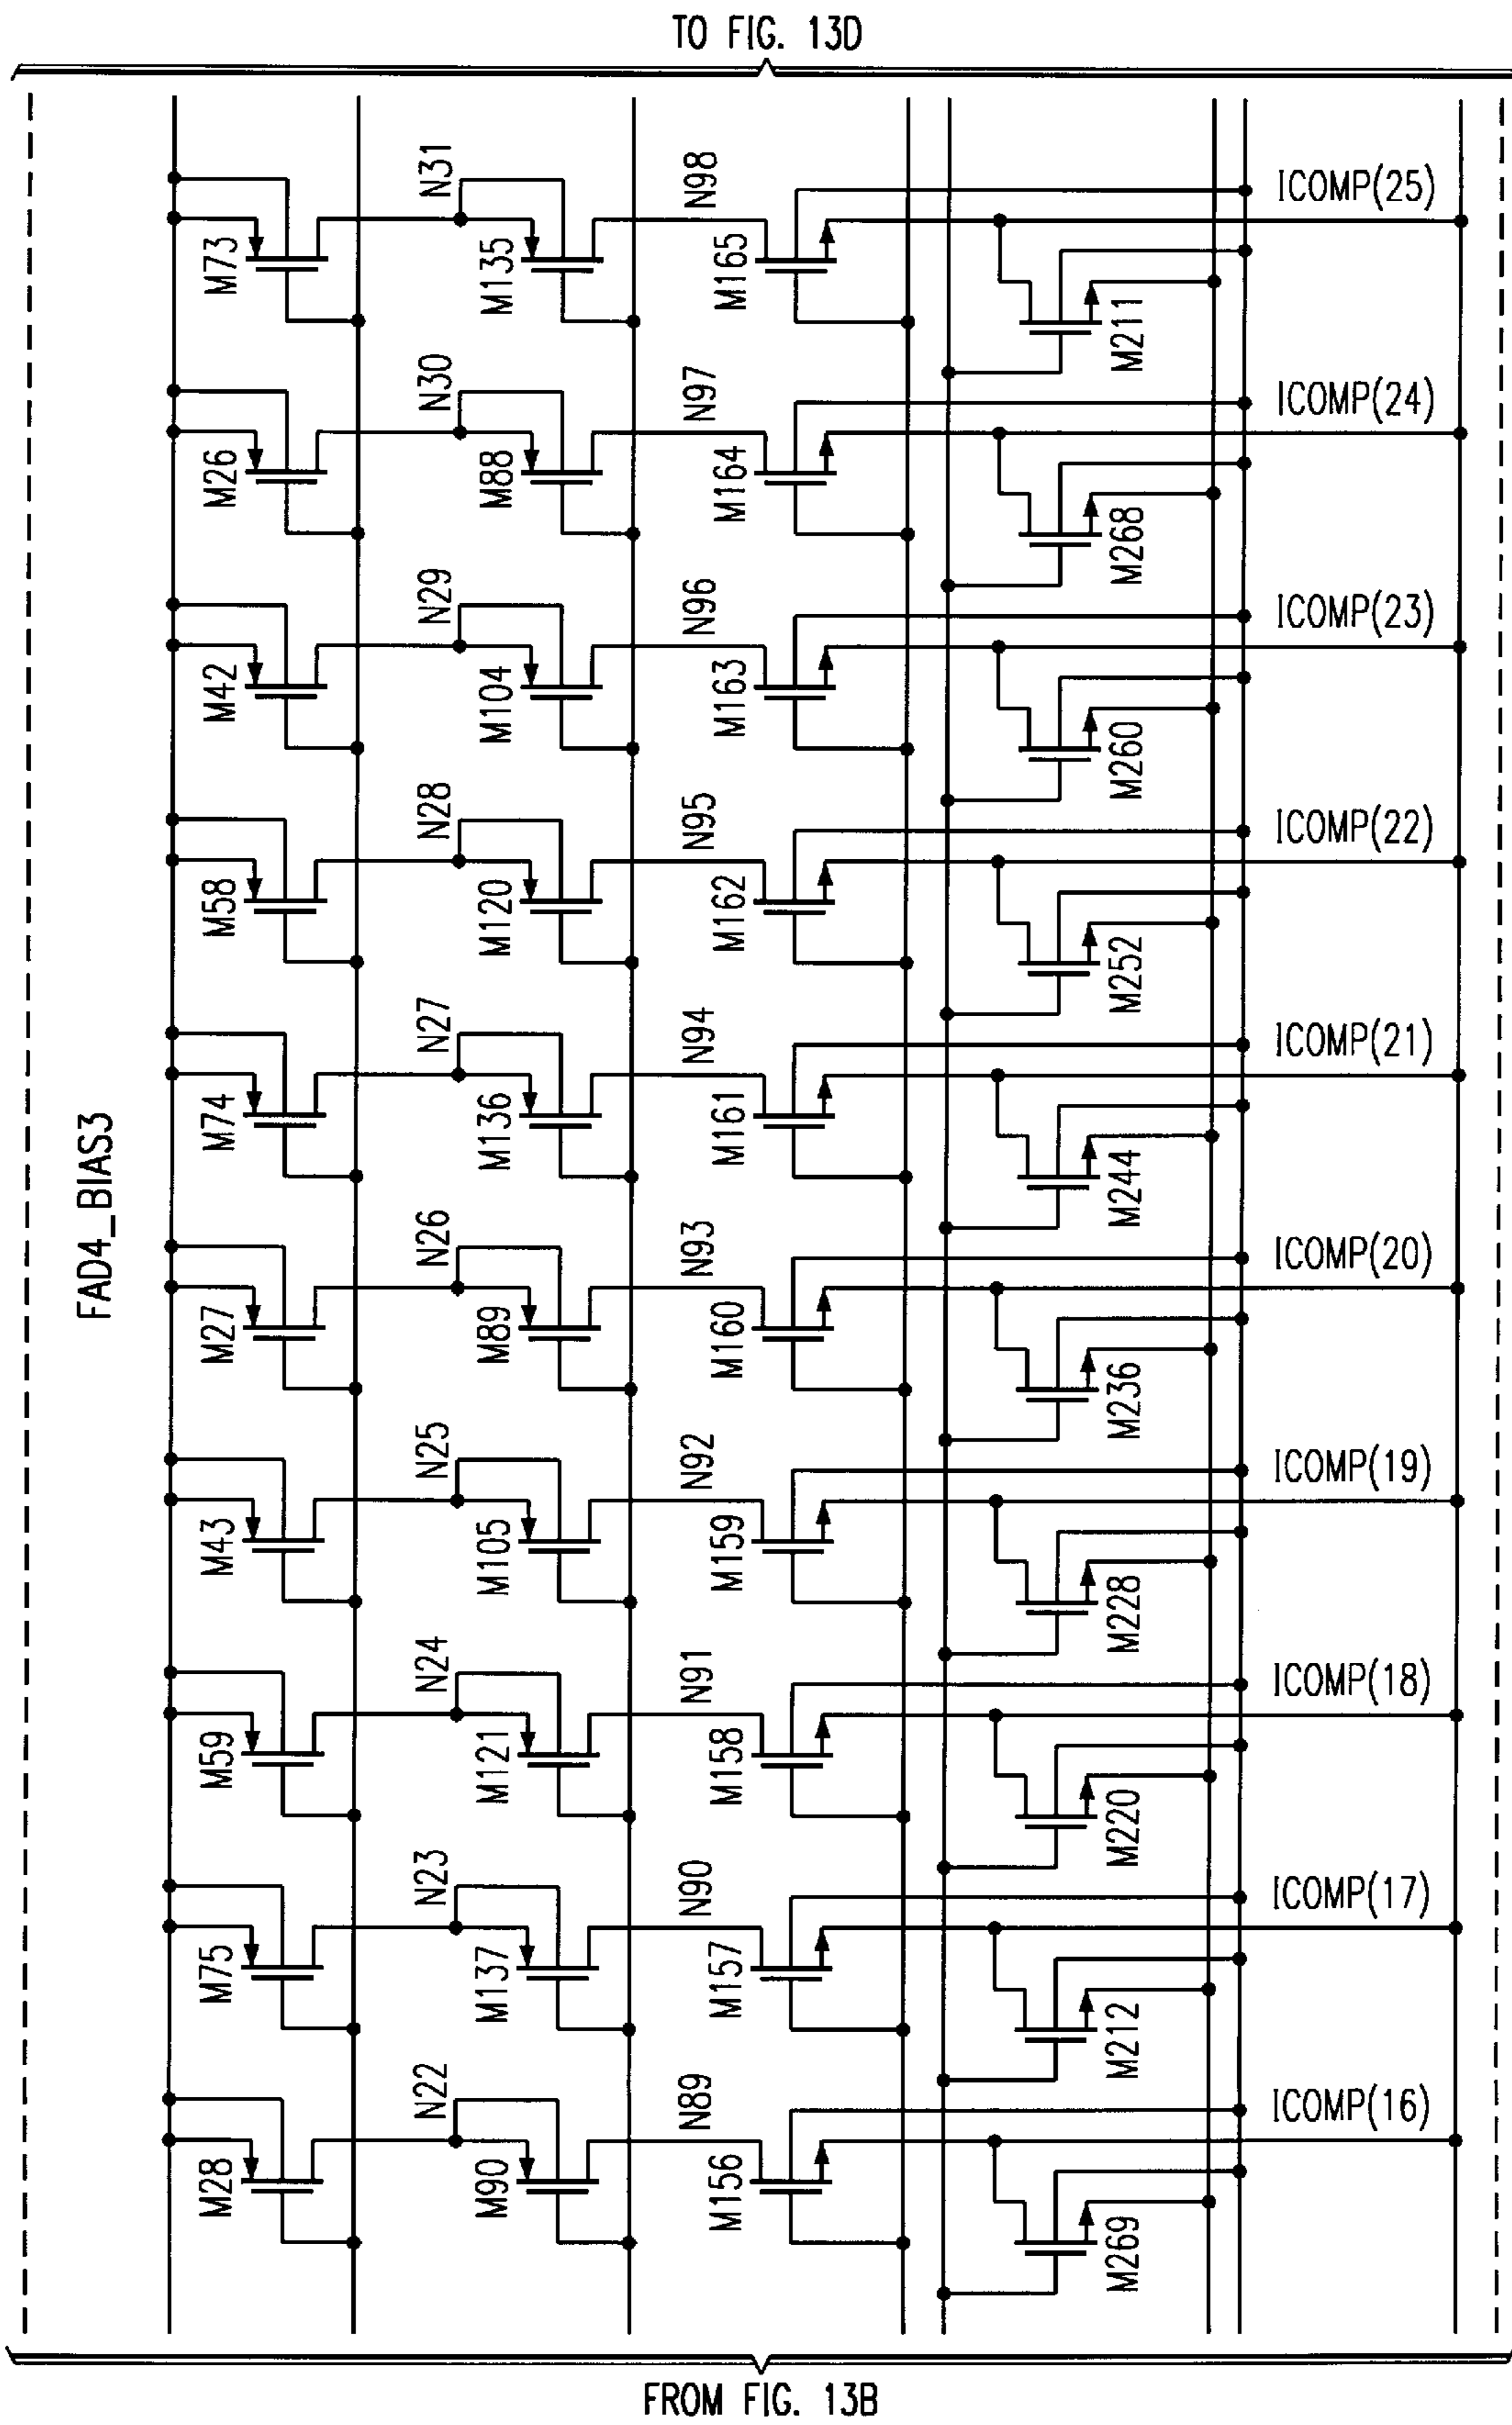 TO FIG. 13D
FAD4_BIAS3
M73
N31
M135
N98
M165
M211
ICOMP(25)
M26
N30
M88
N97
M164
M268
ICOMP(24)
M42
N29
M104
N96
M163
M260
ICOMP(23)
M58
N28
M120
N95
M162
M252
ICOMP(22)
M74
N27
M136
N94
M161
M244
ICOMP(21)
M27
N26
M89
N93
M160
M236
ICOMP(20)
M43
N25
M105
N92
M159
M228
ICOMP(19)
M59
N24
M121
N91
M158
M220
ICOMP(18)
M75
N23
M137
N90
M157
M212
ICOMP(17)
M28
N22
M90
N89
M156
M269
ICOMP(16)
FROM FIG. 13B